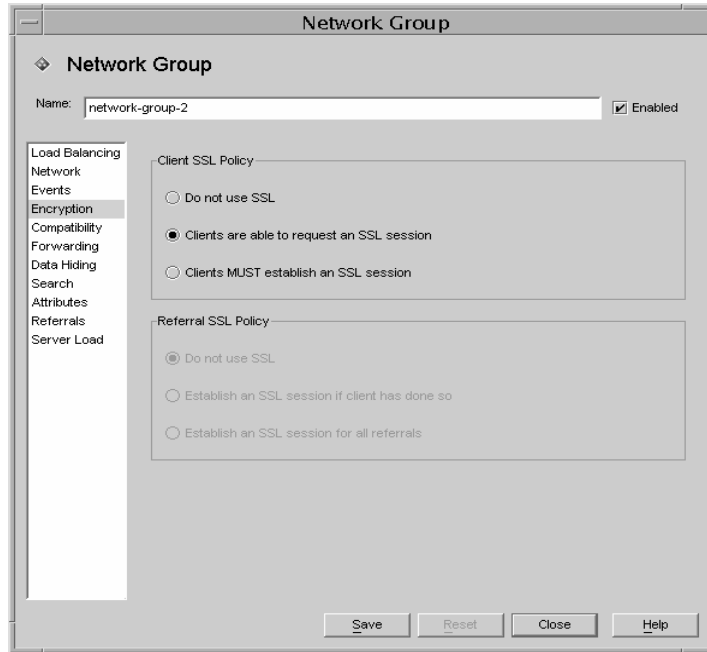 Network Group
Network Group
Name: network-group-2 Enabled
Load Balancing
Network
Events
Encryption
Compatibility
Forwarding
Data Hiding
Search
Attributes
Referrals
Server Load
Client SSL Policy
Do not use SSL
Clients are able to request an SSL session
Clients MUST establish an SSL session
Referral SSL Policy
Do not use SSL
Establish an SSL session if client has done so
Establish an SSL session for all referrals
Save Reset Close Help